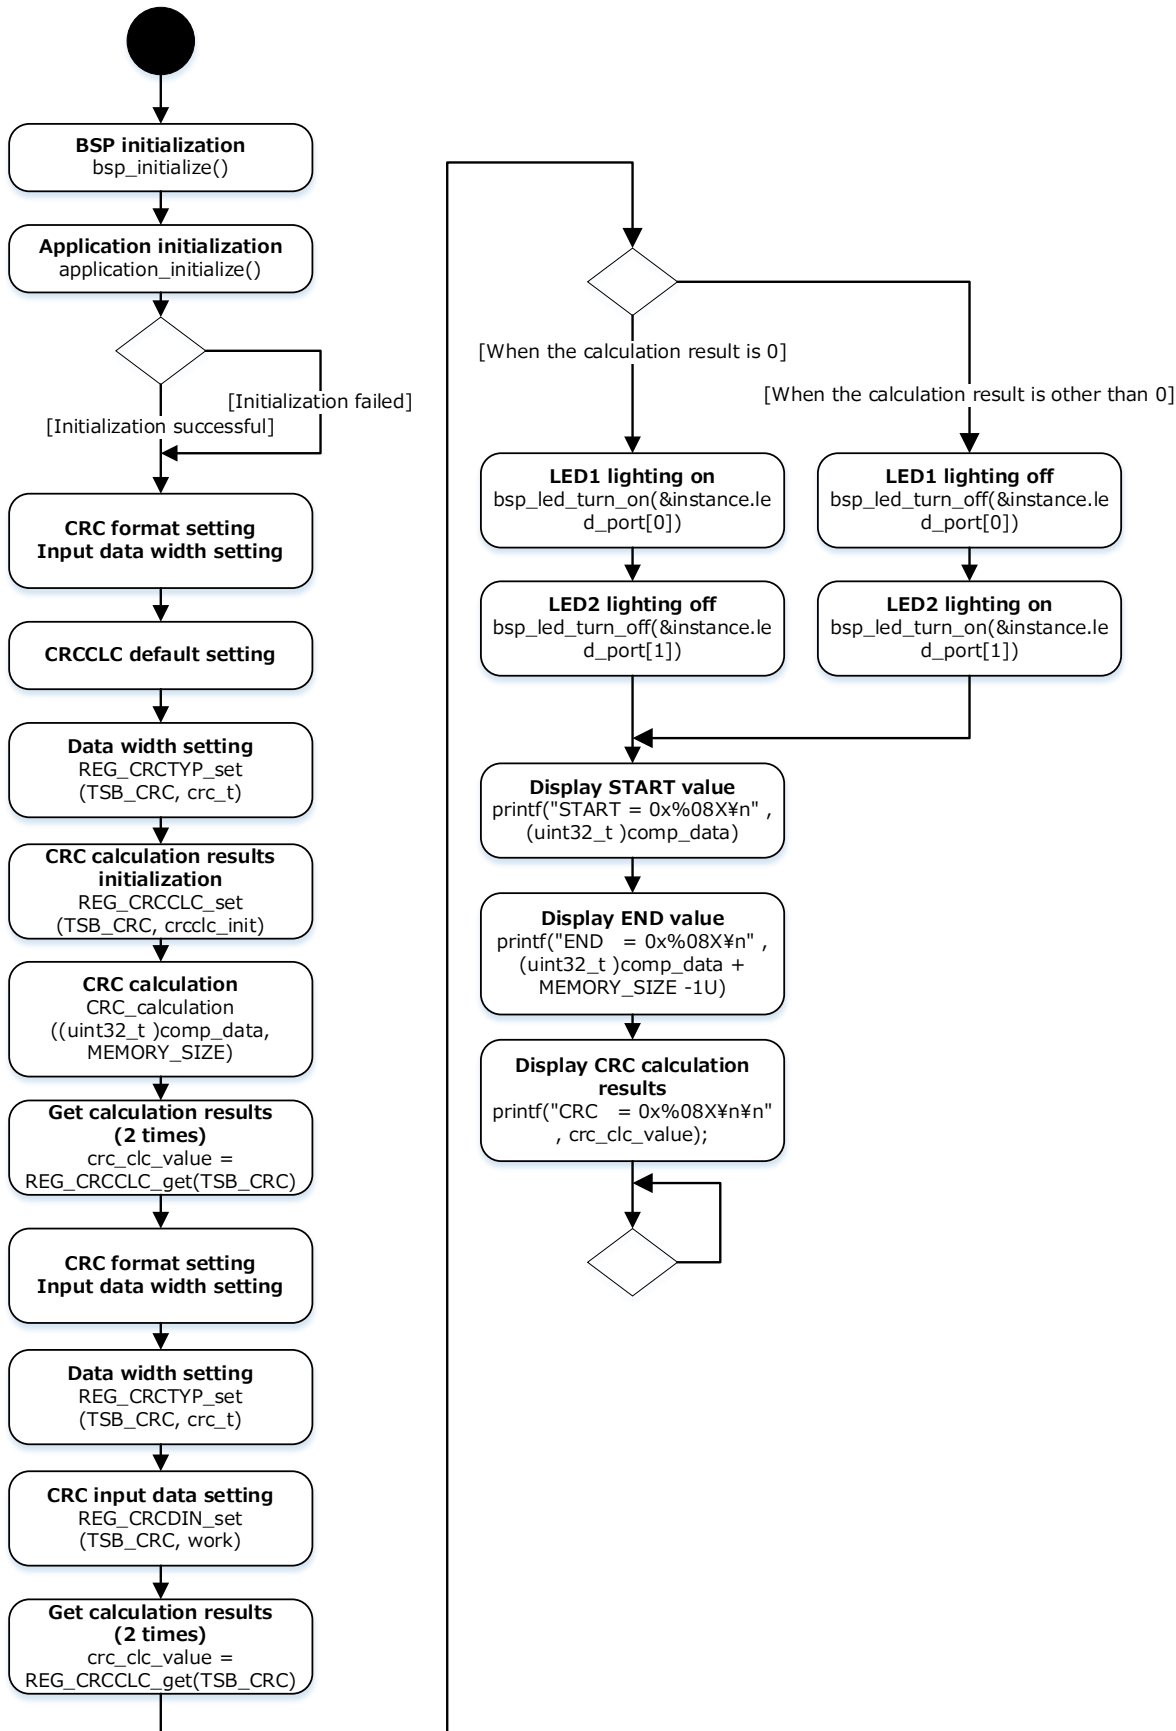 BSP initialization
bsp_initialize()
Application initialization
application_initialize()
[Initialization failed]
[Initialization successful]
CRC format setting
Input data width setting
CRCCLC default setting
Data width setting
REG_CRCTYP_set
(TSB_CRC, crc_t)
CRC calculation results
initialization
REG_CRCCLC_set
(TSB_CRC, crcclc_init)
CRC calculation
CRC_calculation
((uint32_t )comp_data,
MEMORY_SIZE)
Get calculation results
(2 times)
crc_clc_value =
REG_CRCCLC_get(TSB_CRC)
CRC format setting
Input data width setting
Data width setting
REG_CRCTYP_set
(TSB_CRC, crc_t)
CRC input data setting
REG_CRCDIN_set
(TSB_CRC, work)
Get calculation results
(2 times)
crc_clc_value =
REG_CRCCLC_get(TSB_CRC)
[When the calculation result is 0]
[When the calculation result is other than 0]
LED1 lighting on
bsp_led_turn_on(&instance.le
d_port[0])
LED1 lighting off
bsp_led_turn_off(&instance.le
d_port[0])
LED2 lighting off
bsp_led_turn_off(&instance.le
d_port[1])
LED2 lighting on
bsp_led_turn_on(&instance.le
d_port[1])
Display START value
printf("START = 0x%08X¥n" ,
(uint32_t )comp_data)
Display END value
printf("END   = 0x%08X¥n" ,
(uint32_t )comp_data +
MEMORY_SIZE -1U)
Display CRC calculation
results
printf("CRC   = 0x%08X¥n¥n"
, crc_clc_value);